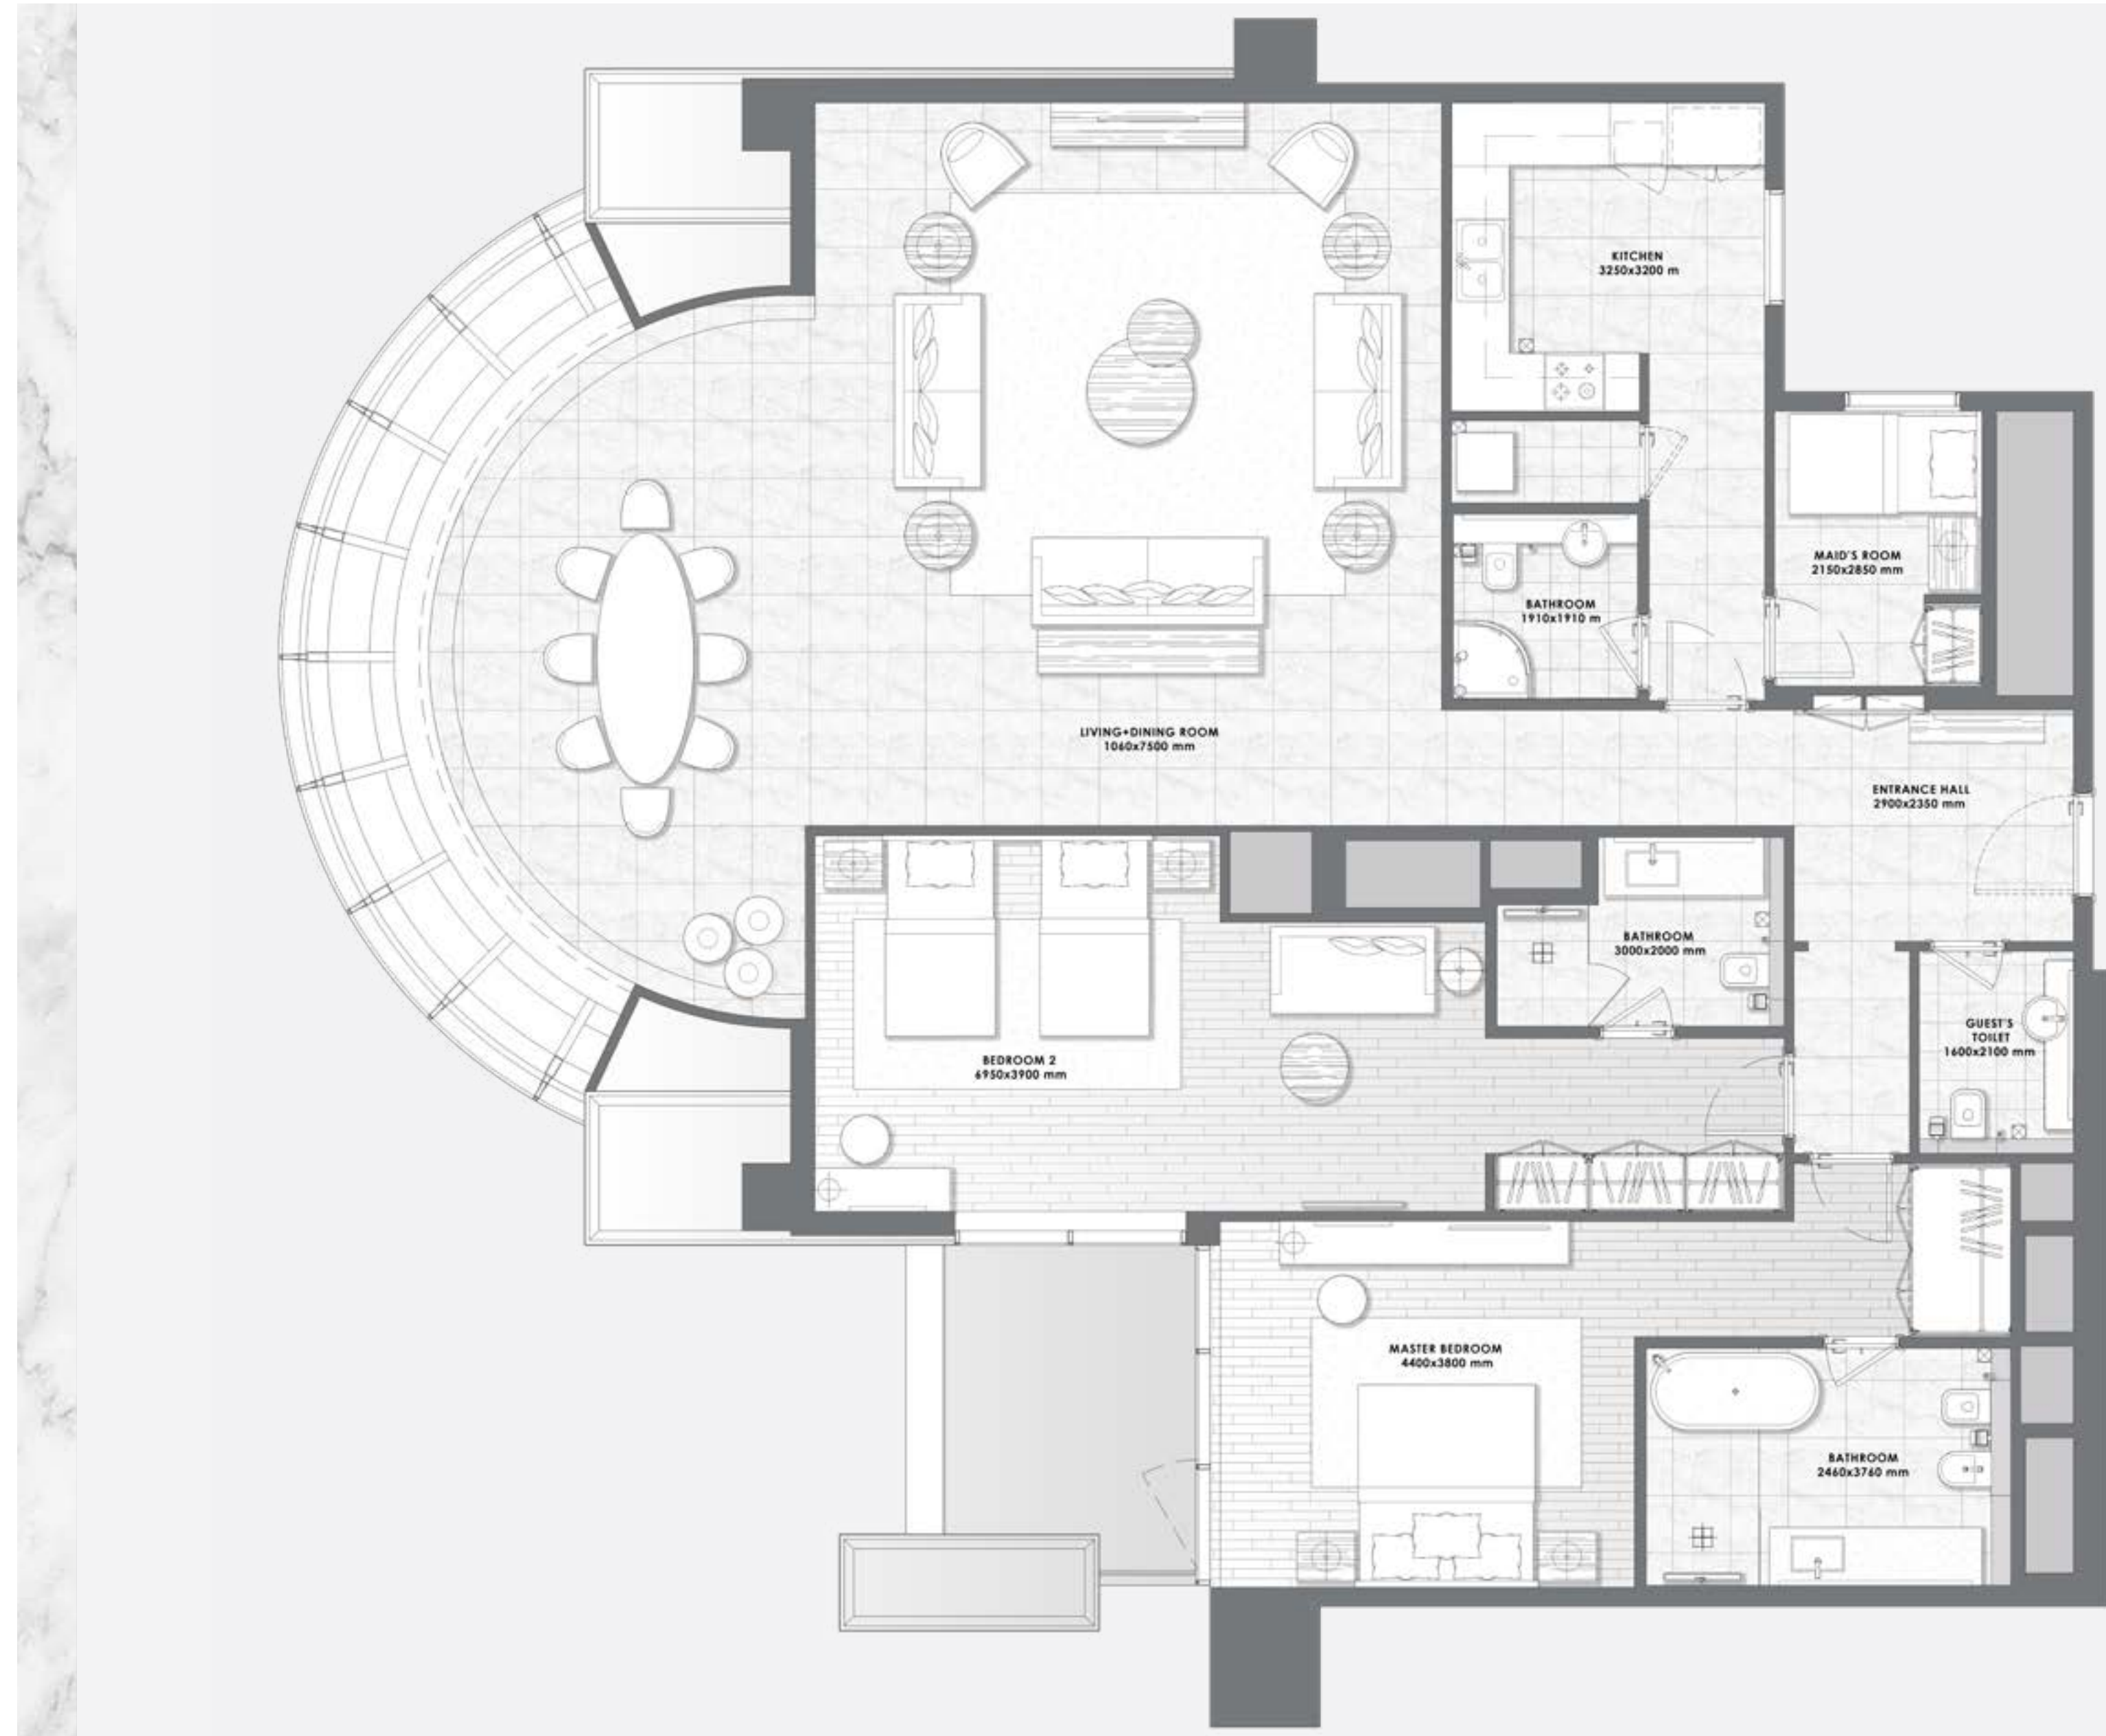 KITCHEN
3250x3200 m
MAID'S ROOM
2150x2850 mm
BATHROOM
1910x1910 m
LIVING+DINING ROOM
1060x7500 mm
ENTRANCE HALL
2900x2350 mm
BATHROOM
3000x2000 mm
GUEST'S
TOILET
1600x2100 mm
BEDROOM 2
6950x3900 mm
MASTER BEDROOM
4400x3800 mm
BATHROOM
2460x3760 mm